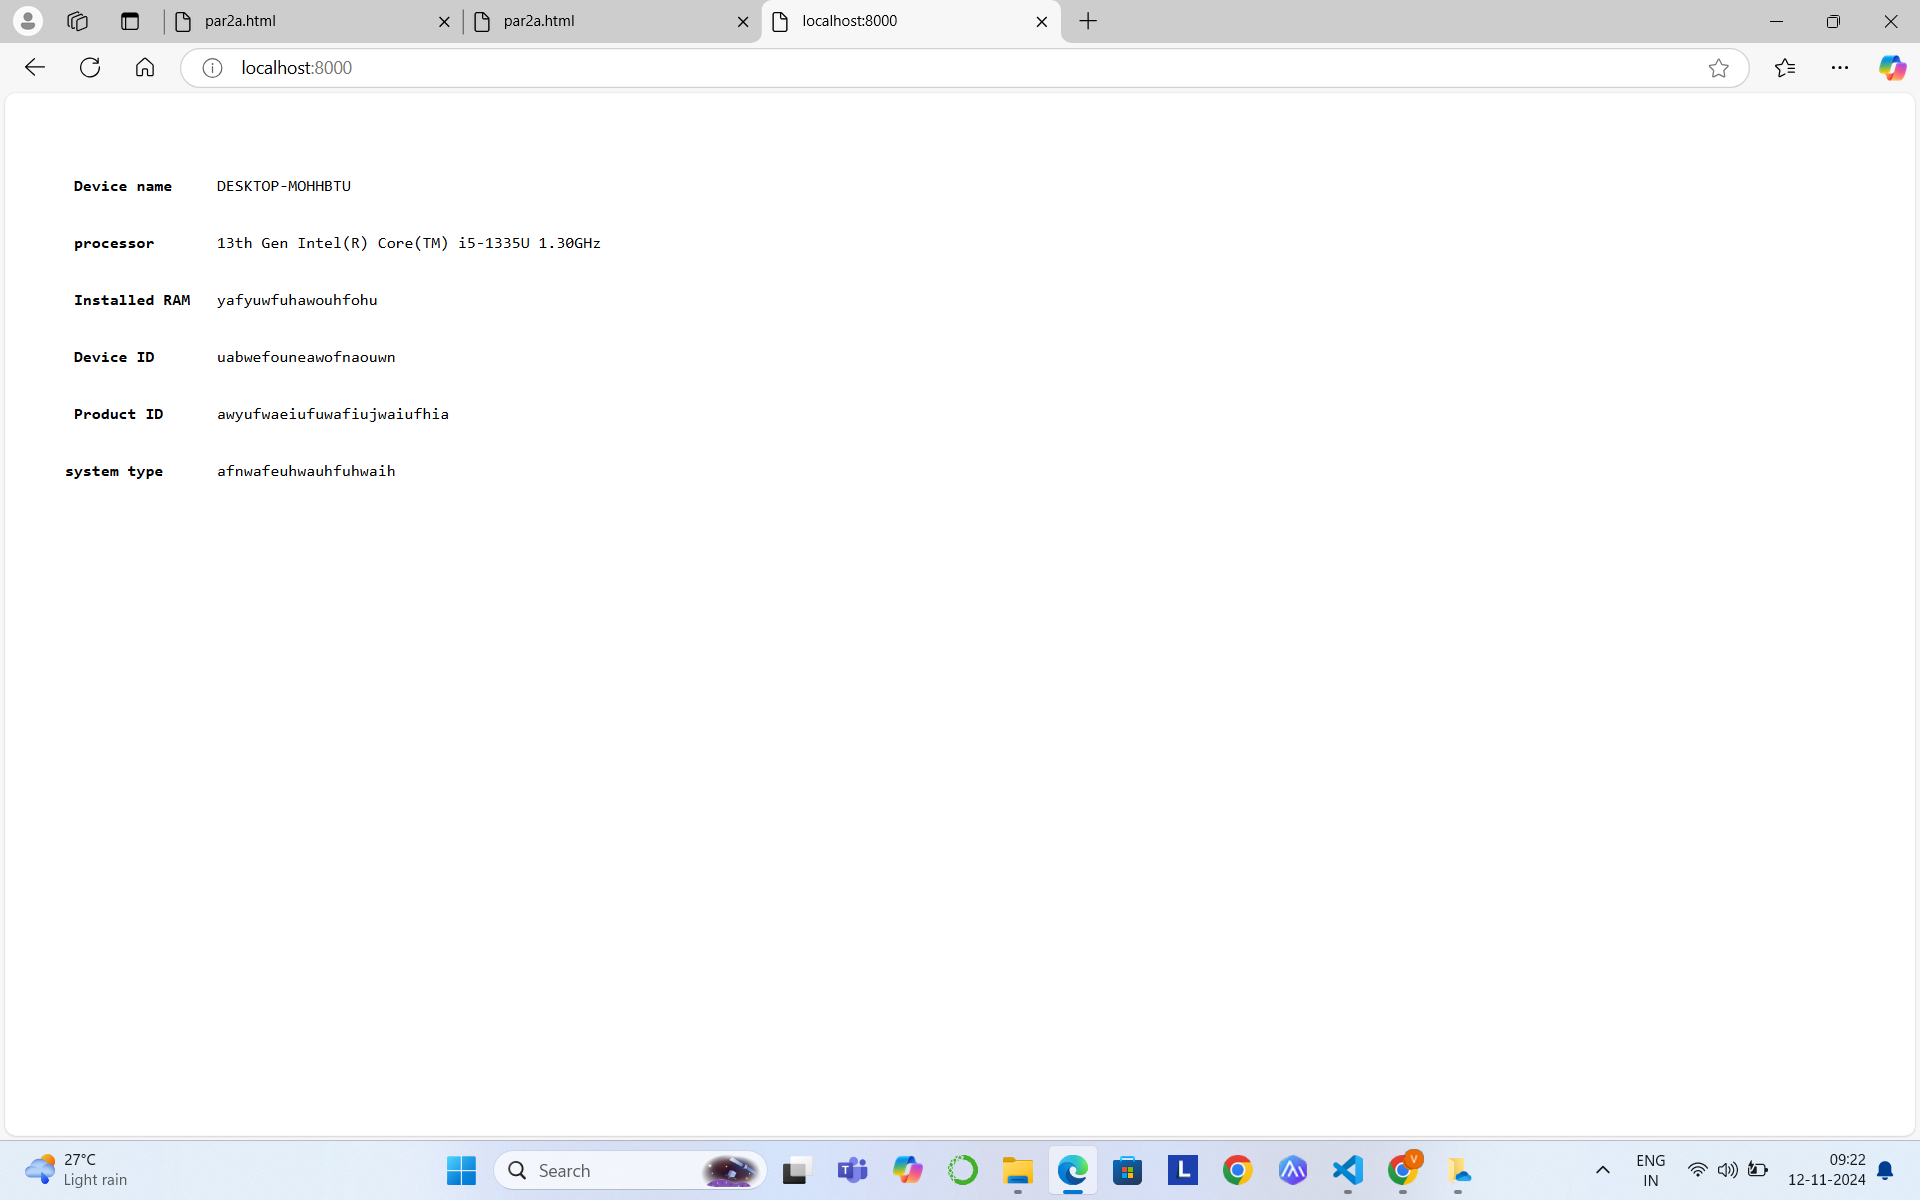 par2a.html
par2a.html
localhost:8000
localhost:8000
Device name DESKTOP-MOHHBTU
processor 13th Gen Intel(R) Core(TM) i5-1335U 1.30GHz
Installed RAM yafyuwfuhawouhfohu
Device ID uabwefouneawofnaouwn
Product ID awyufwaeiufuwafiujwaiufhia
system type afnwafeuhwauhfuhwaih
27°C
Light rain
Search
L
V
ENG
IN
09:22
12-11-2024